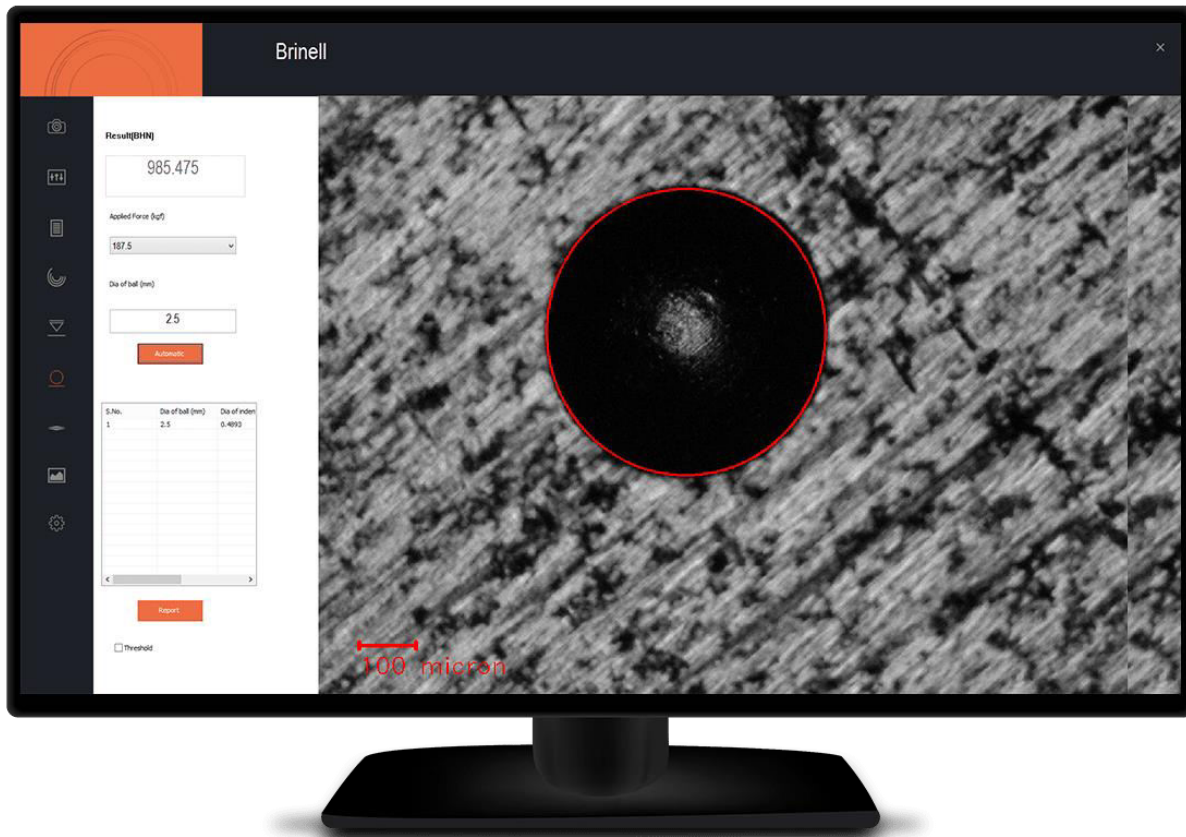 Brinell
×
Result(BHN)
985.475
Applied Force (kgf)
187.5
Dia of ball (mm)
2.5
Automatic
S.No. Dia of ball (mm) Dia of inden
1 2.5 0.4893
Report
Threshold
100 micron